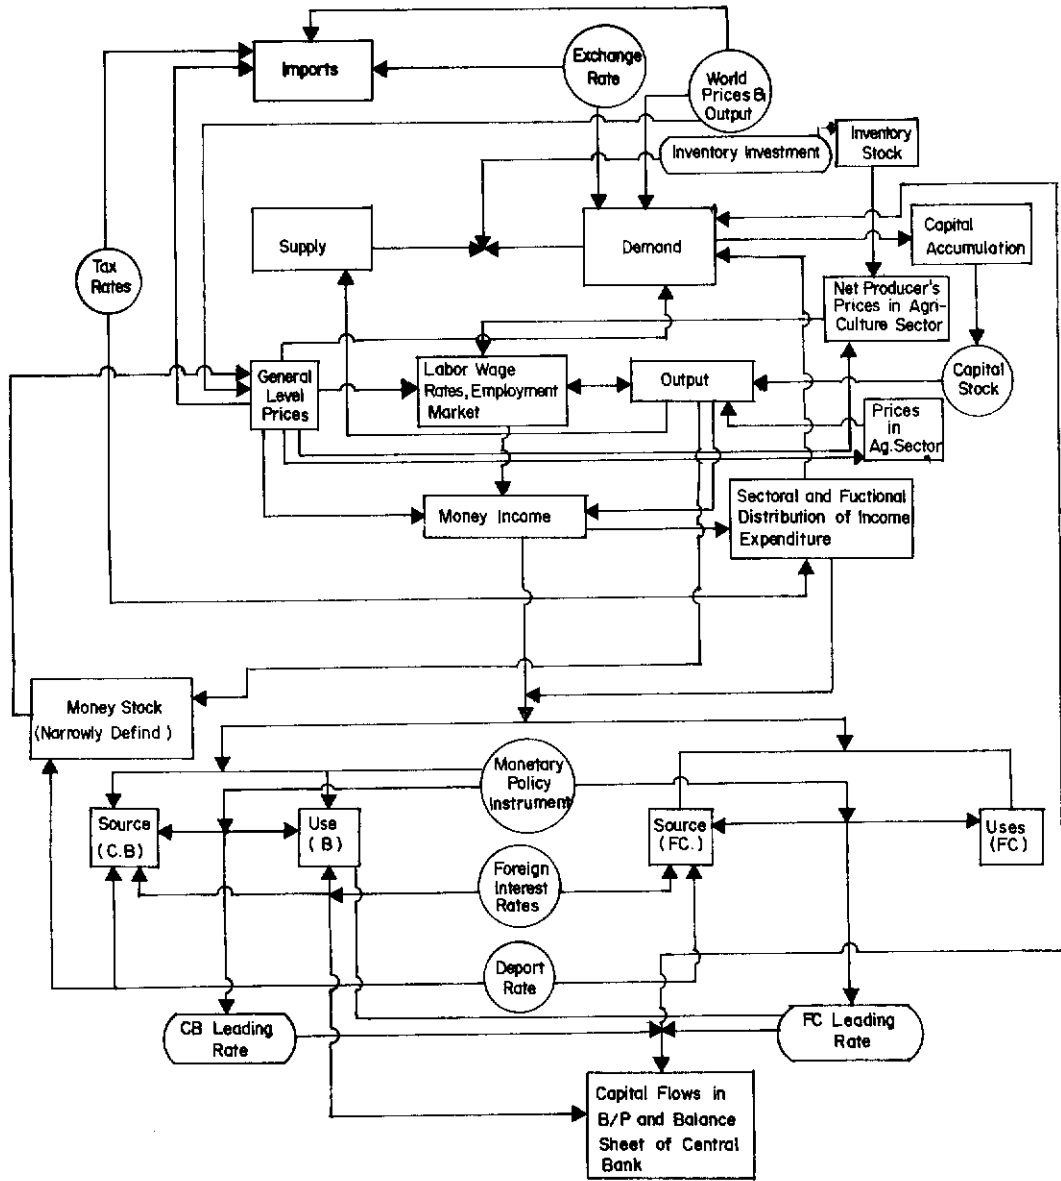 Imports
Exchange
Rate
World
Prices &
Output
Inventory Investment
Inventory
Stock
Supply
Demand
Capital
Accumulation
Tax
Rates
Net Producer's
Prices in Agri-
Culture Sector
General
Level
Prices
Labor Wage
Rates, Employment
Market
Output
Capital
Stock
Prices
in
Ag. Sector
Money Income
Sectoral and Fuctional
Distribution of Income
Expenditure
Money Stock
(Narrowly Defind)
Monetary
Policy
Instrument
Source
(C.B)
Use
(B)
Source
(FC.)
Uses
(FC)
Foreign
Interest
Rates
Deport
Rate
CB Leading
Rate
FC Leading
Rate
Capital Flows in
B/P and Balance
Sheet of Central
Bank